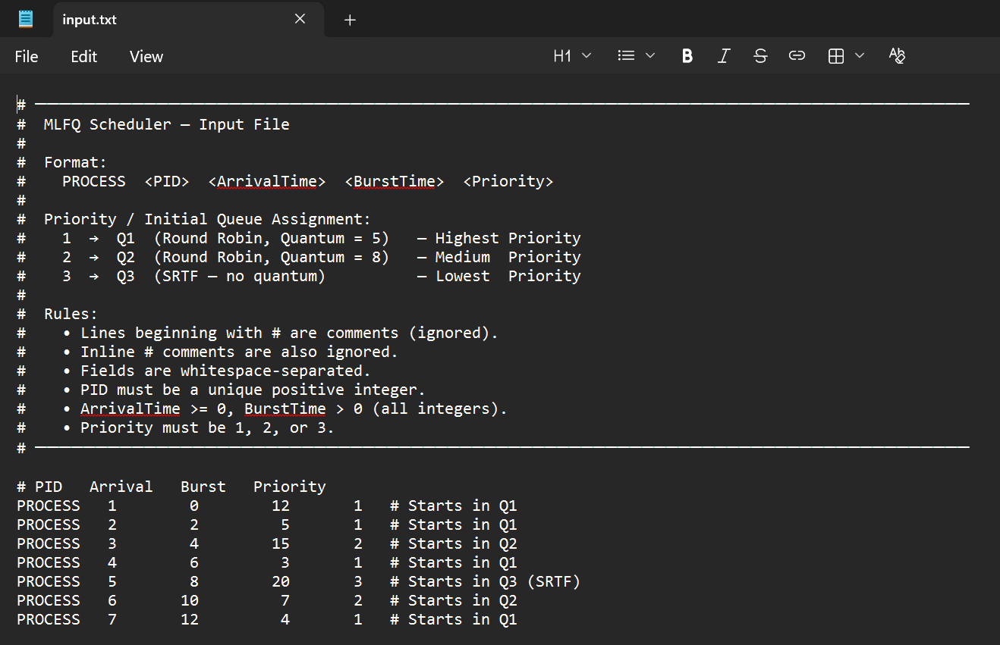 input.txt
File Edit View H1 B I S
# ──────────────────────────────────────────────────────────────
#  MLFQ Scheduler — Input File
#
#  Format:
#    PROCESS  <PID>  <ArrivalTime>  <BurstTime>  <Priority>
#
#  Priority / Initial Queue Assignment:
#    1  →  Q1  (Round Robin, Quantum = 5)   — Highest Priority
#    2  →  Q2  (Round Robin, Quantum = 8)   — Medium  Priority
#    3  →  Q3  (SRTF — no quantum)          — Lowest  Priority
#
#  Rules:
#    • Lines beginning with # are comments (ignored).
#    • Inline # comments are also ignored.
#    • Fields are whitespace-separated.
#    • PID must be a unique positive integer.
#    • ArrivalTime >= 0, BurstTime > 0 (all integers).
#    • Priority must be 1, 2, or 3.
# ──────────────────────────────────────────────────────────────
# PID   Arrival   Burst   Priority
PROCESS   1        0        12       1   # Starts in Q1
PROCESS   2        2         5       1   # Starts in Q1
PROCESS   3        4        15       2   # Starts in Q2
PROCESS   4        6         3       1   # Starts in Q1
PROCESS   5        8        20       3   # Starts in Q3 (SRTF)
PROCESS   6       10         7       2   # Starts in Q2
PROCESS   7       12         4       1   # Starts in Q1